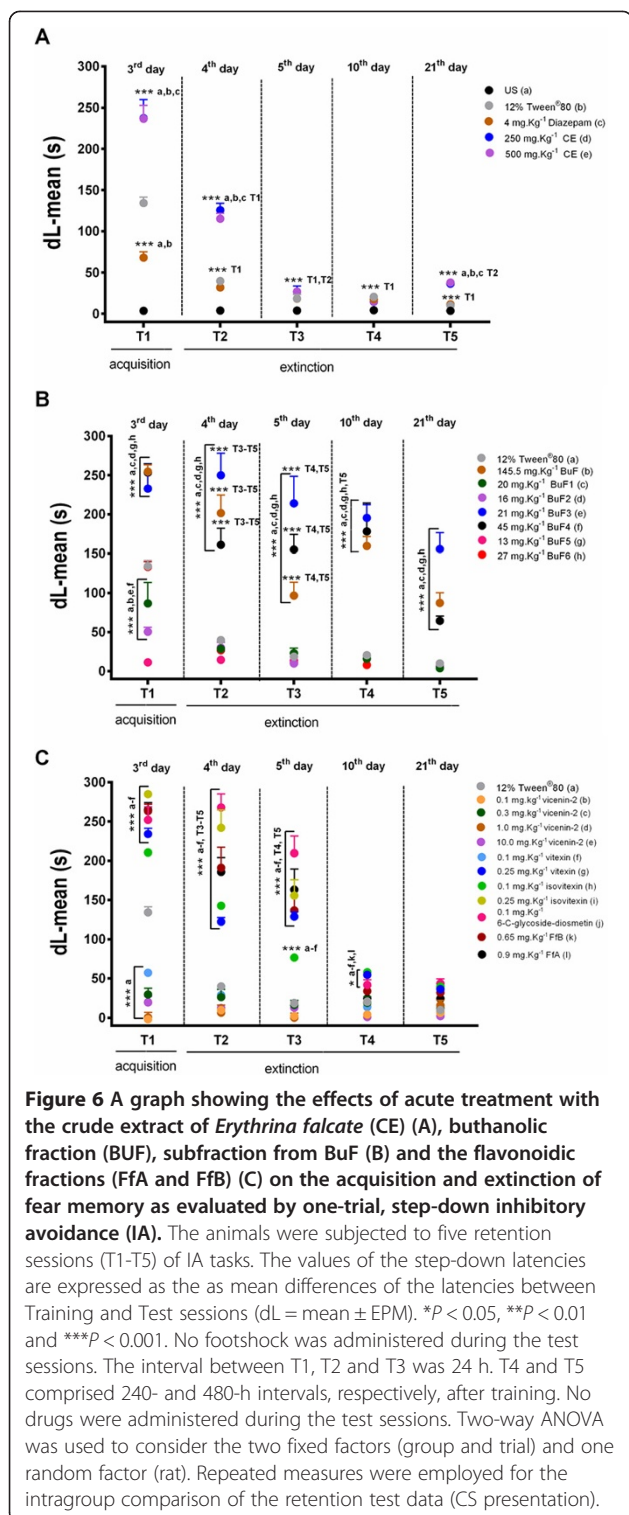 A
3rd day 4th day 5th day 10th day 21th day
dL-mean (s)
300
250
200
150
100
50
0
*** a,b,c
*** a,b
*** a,b,c T1
*** T1
*** T1,T2
*** T1
*** a,b,c T2
*** T1
US (a)
12% Tween®80 (b)
4 mg.Kg-1 Diazepam (c)
250 mg.Kg-1 CE (d)
500 mg.Kg-1 CE (e)
T1 T2 T3 T4 T5
acquisition extinction
B
3rd day 4th day 5th day 10th day 21th day
dL-mean (s)
300
250
200
150
100
50
0
*** a,c,d,g,h
*** a,b,e,f
*** a,c,d,g,h
*** T3-T5
*** T3-T5
*** T3-T5
*** a,c,d,g,h
*** T4,T5
*** T4,T5
*** T4,T5
*** a,c,d,g,h,T5
*** a,c,d,g,h
12% Tween®80 (a)
145.5 mg.Kg-1 BuF (b)
20 mg.Kg-1 BuF1 (c)
16 mg.Kg-1 BuF2 (d)
21 mg.Kg-1 BuF3 (e)
45 mg.Kg-1 BuF4 (f)
13 mg.Kg-1 BuF5 (g)
27 mg.Kg-1 BuF6 (h)
T1 T2 T3 T4 T5
acquisition extinction
C
3rd day 4th day 5th day 10th day 21th day
dL-mean (s)
300
250
200
150
100
50
0
*** a-f
*** a
*** a-f, T3-T5
*** a-f, T4, T5
*** a-f
* a-f,k,l
12% Tween®80 (a)
0.1 mg.kg-1 vicenin-2 (b)
0.3 mg.kg-1 vicenin-2 (c)
1.0 mg.Kg-1 vicenin-2 (d)
10.0 mg.Kg-1 vicenin-2 (e)
0.1 mg.Kg-1 vitexin (f)
0.25 mg.Kg-1 vitexin (g)
0.1 mg.Kg-1 isovitexin (h)
0.25 mg.Kg-1 isovitexin (i)
0.1 mg.Kg-1
6-C-glycoside-diosmetin (j)
0.65 mg.Kg-1 FfB (k)
0.9 mg.Kg-1 FfA (l)
T1 T2 T3 T4 T5
acquisition extinction
Figure 6 A graph showing the effects of acute treatment with
the crude extract of Erythrina falcate (CE) (A), buthanolic
fraction (BUF), subfraction from BuF (B) and the flavonoidic
fractions (FfA and FfB) (C) on the acquisition and extinction of
fear memory as evaluated by one-trial, step-down inhibitory
avoidance (IA). The animals were subjected to five retention
sessions (T1-T5) of IA tasks. The values of the step-down latencies
are expressed as the as mean differences of the latencies between
Training and Test sessions (dL = mean ± EPM). *P < 0.05, **P < 0.01
and ***P < 0.001. No footshock was administered during the test
sessions. The interval between T1, T2 and T3 was 24 h. T4 and T5
comprised 240- and 480-h intervals, respectively, after training. No
drugs were administered during the test sessions. Two-way ANOVA
was used to consider the two fixed factors (group and trial) and one
random factor (rat). Repeated measures were employed for the
intragroup comparison of the retention test data (CS presentation).